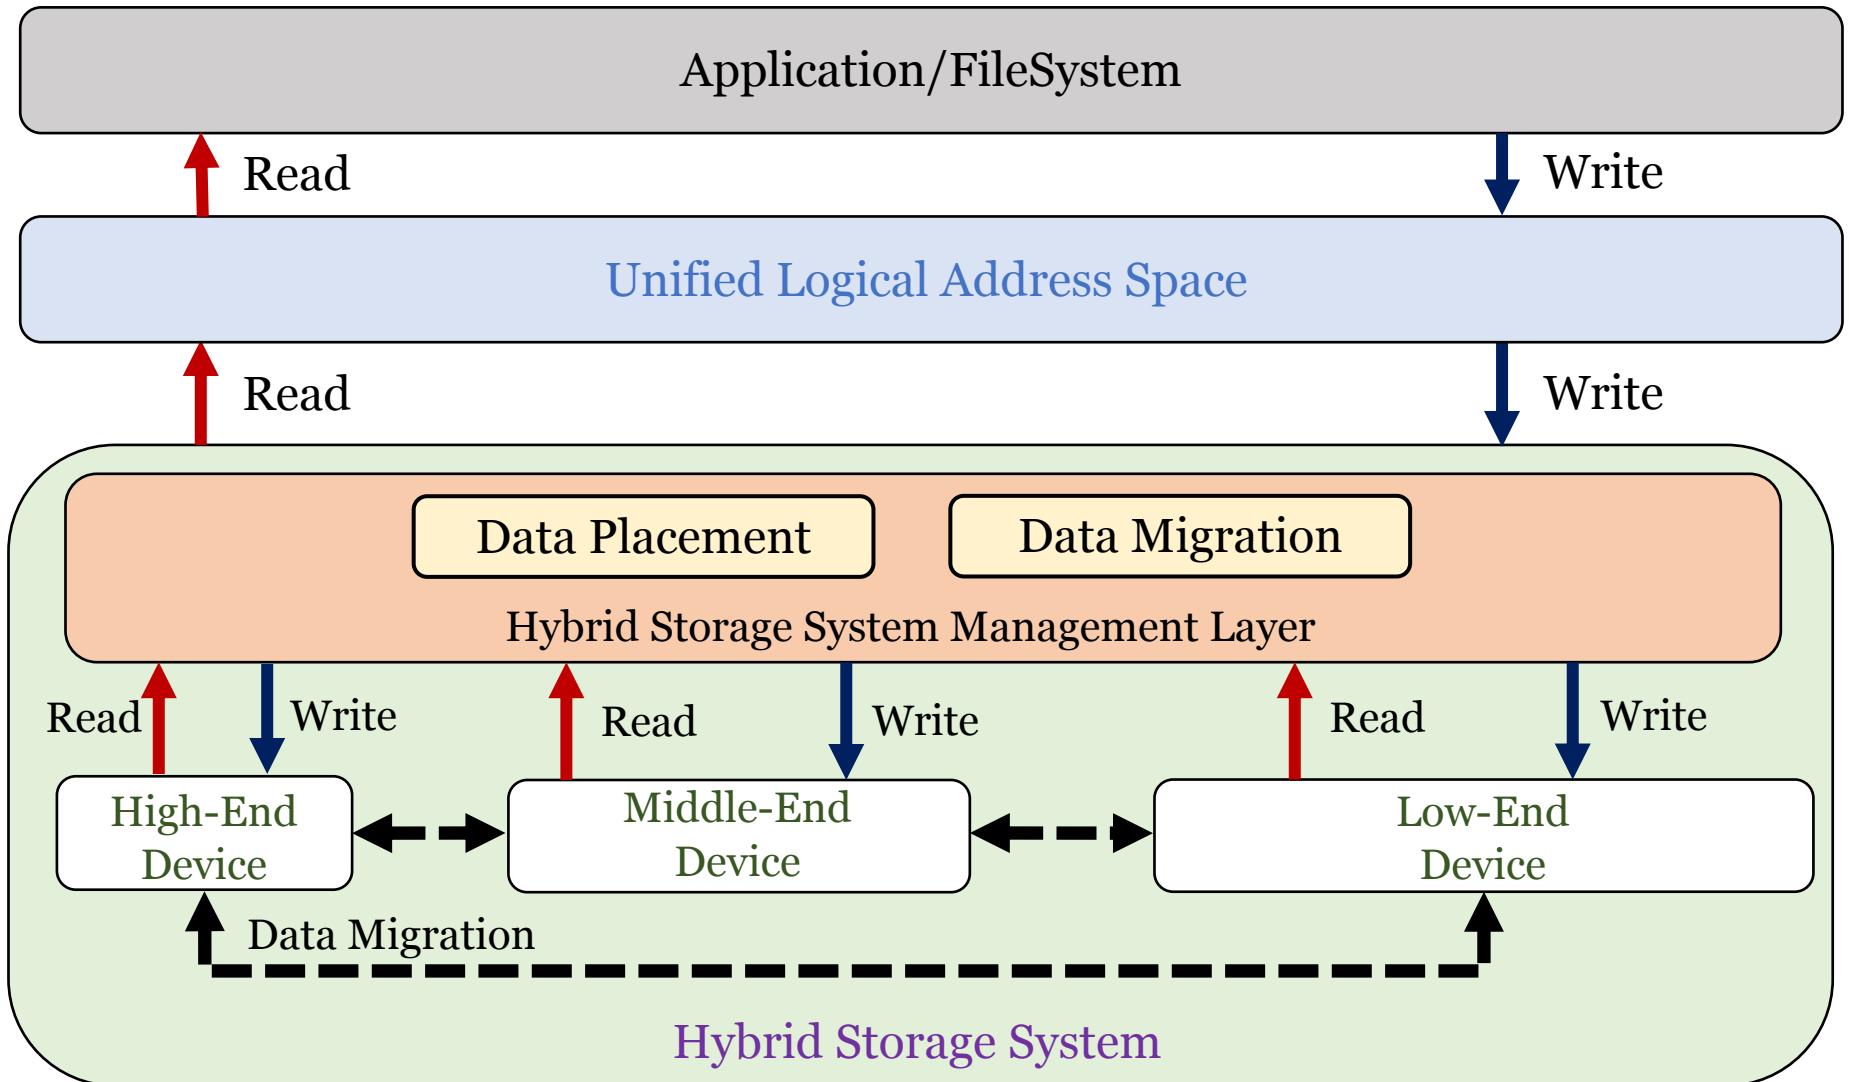 Application/FileSystem
Read
Write
Unified Logical Address Space
Read
Write
Data Placement
Data Migration
Hybrid Storage System Management Layer
Read
Write
Read
Write
Read
Write
High-End
Device
Middle-End
Device
Low-End
Device
Data Migration
Hybrid Storage System